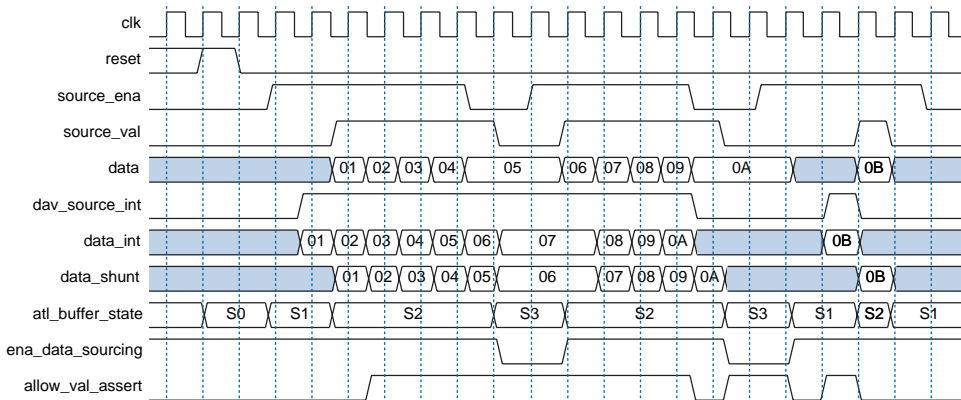 clk
reset
source_ena
source_val
data 01 02 03 04 05 06 07 08 09 0A 0B
dav_source_int
data_int 01 02 03 04 05 06 07 08 09 0A 0B
data_shunt 01 02 03 04 05 06 07 08 09 0A 0B
atl_buffer_state S0 S1 S2 S3 S2 S3 S1 S2 S1
ena_data_sourcing
allow_val_assert